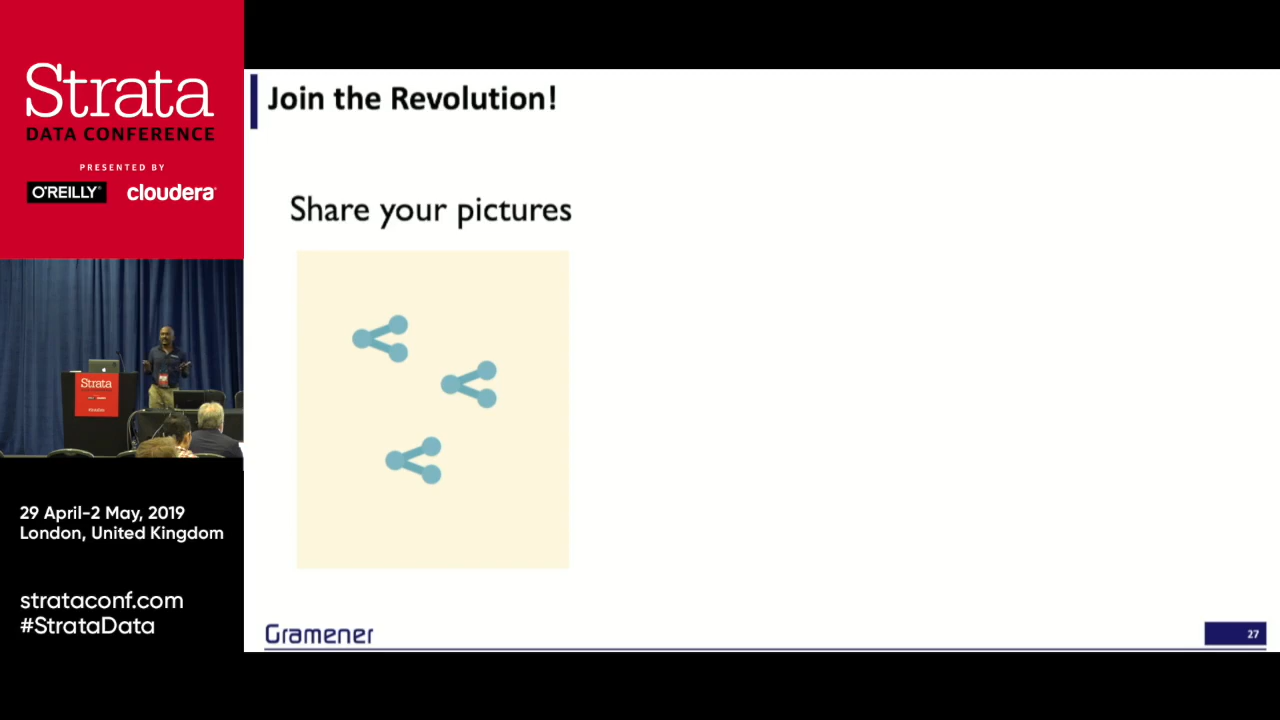 Strata
DATA CONFERENCE
PRESENTED BY
O'REILLY®
cloudera®
Strata
29 April-2 May, 2019
London, United Kingdom
strataconf.com
#StrataData
Join the Revolution!
Share your pictures
Gramener
27